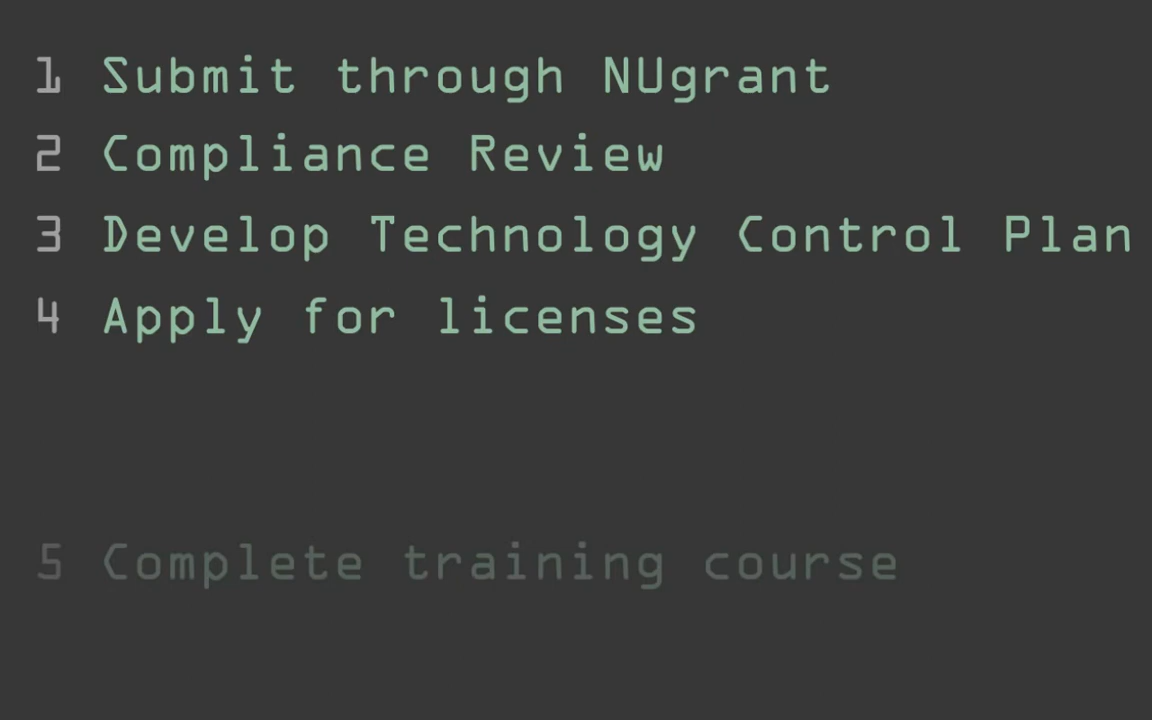 1 Submit through NUgrant
2 Compliance Review
3 Develop Technology Control Plan
4 Apply for licenses
5 Complete training course